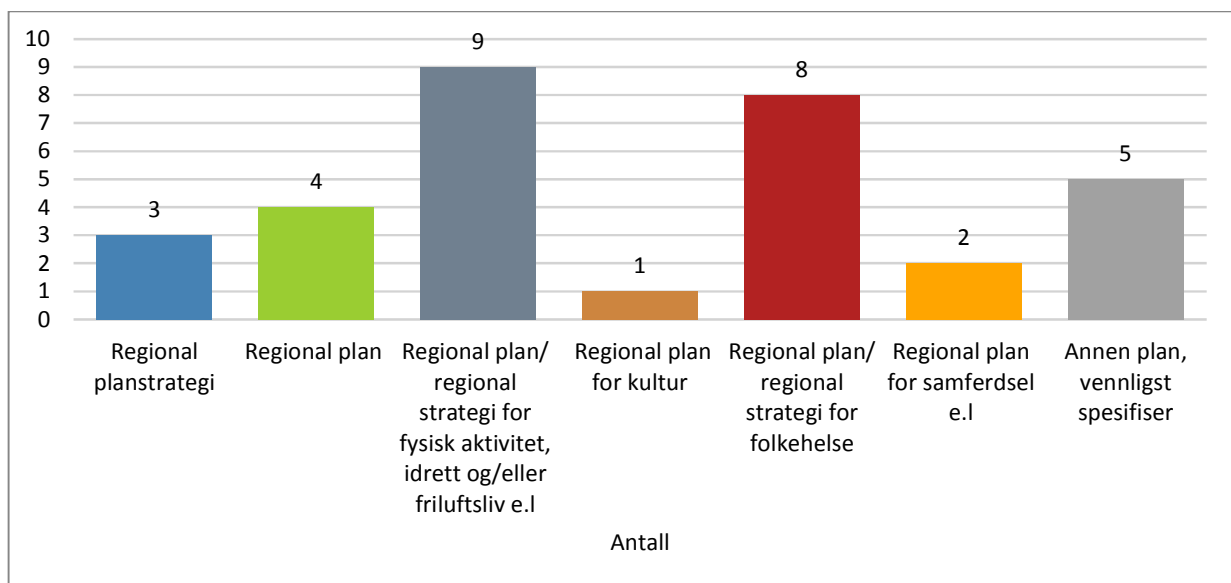 10
9
8
7
6
5
4
3
2
1
0
3
4
9
1
8
2
5
Regional
planstrategi
Regional plan
Regional plan/
regional
strategi for
fysisk aktivitet,
idrett og/eller
friluftsliv e.l
Regional plan
for kultur
Regional plan/
regional
strategi for
folkehelse
Regional plan
for samferdsel
e.l
Annen plan,
vennligst
spesifiser
Antall